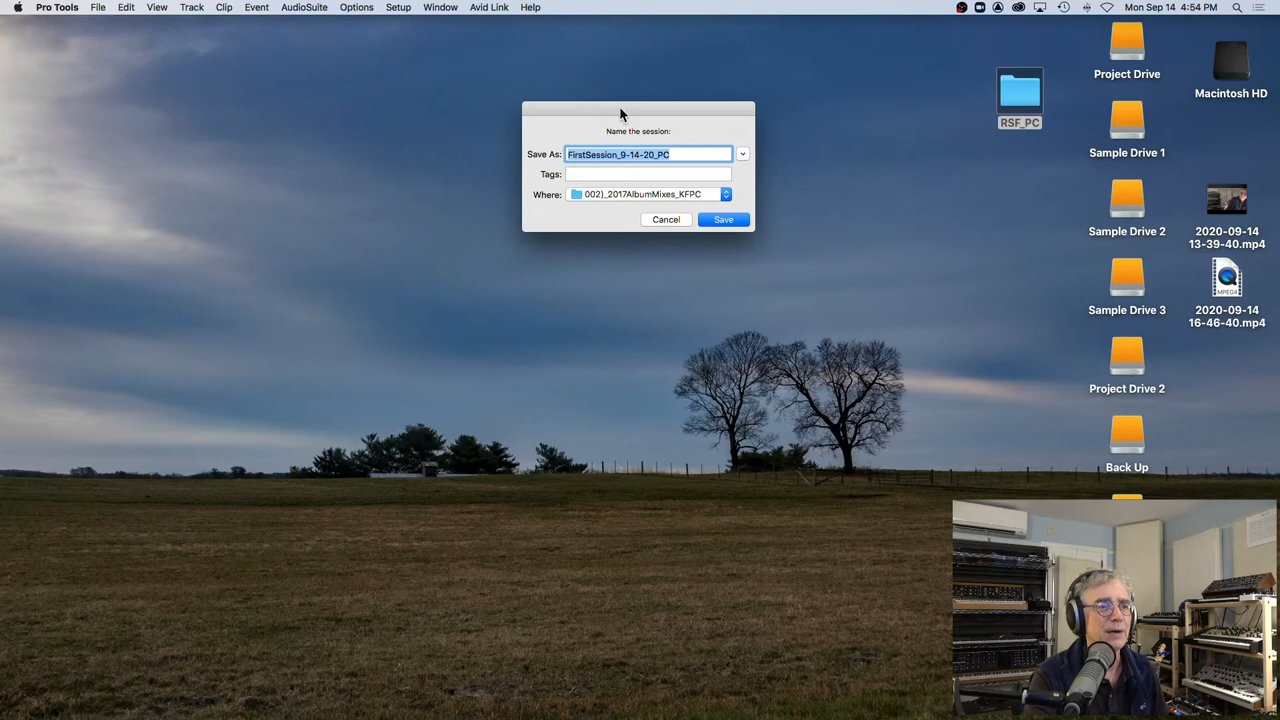 Pro Tools File Edit View Track Clip Event AudioSuite Options Setup Window Avid Link Help Mon Sep 14 4:54 PM
Name the session:
Save As: FirstSession_9-14-20_PC
Tags:
Where: 002)_2017AlbumMixes_KFPC
Cancel Save
RSF_PC
Project Drive
Macintosh HD
Sample Drive 1
Sample Drive 2
2020-09-14
13-39-40.mp4
Sample Drive 3
MPEG4
2020-09-14
16-46-40.mp4
Project Drive 2
Back Up